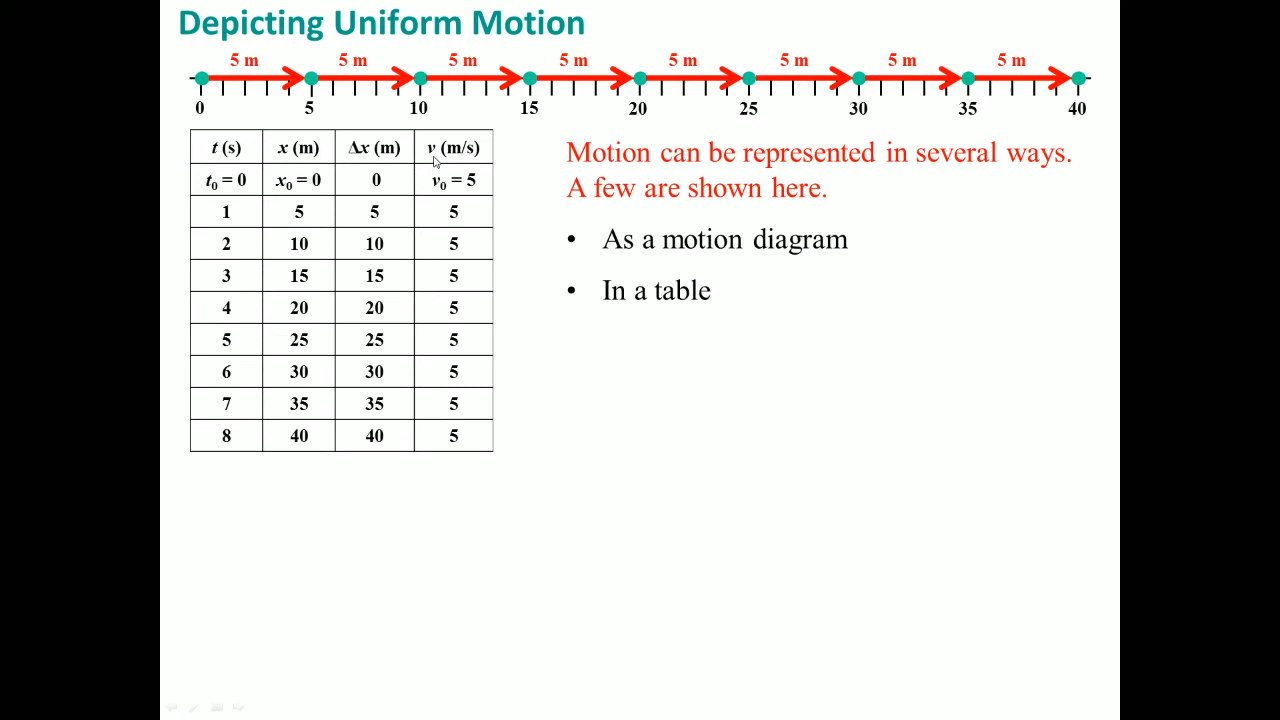 Depicting Uniform Motion
5 m 5 m 5 m 5 m 5 m 5 m 5 m 5 m
0 5 10 15 20 25 30 35 40
t (s) x (m) Δx (m) v (m/s)
t₀ = 0 x₀ = 0 0 v₀ = 5
1 5 5 5
2 10 10 5
3 15 15 5
4 20 20 5
5 25 25 5
6 30 30 5
7 35 35 5
8 40 40 5
Motion can be represented in several ways.
A few are shown here.
• As a motion diagram
• In a table